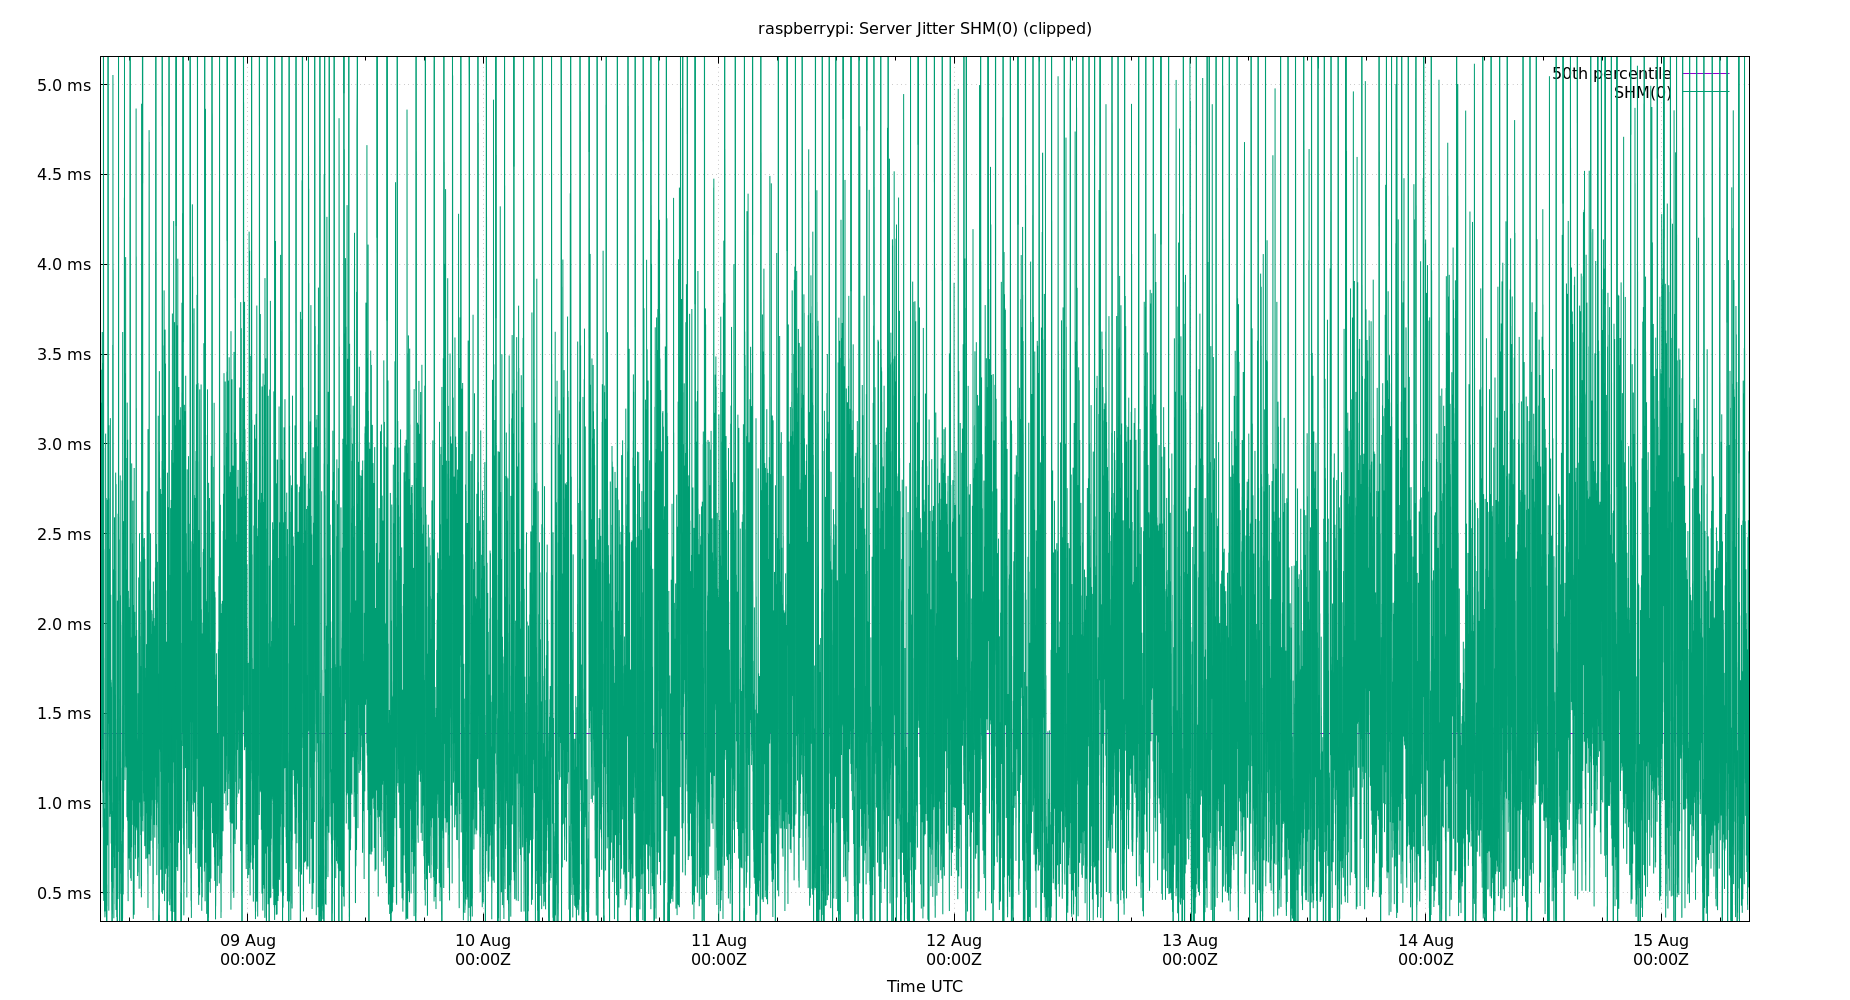 raspberrypi: Server Jitter SHM(0) (clipped)
50th percentile
SHM(0)
5.0 ms
4.5 ms
4.0 ms
3.5 ms
3.0 ms
2.5 ms
2.0 ms
1.5 ms
1.0 ms
0.5 ms
09 Aug 10 Aug 11 Aug 12 Aug 13 Aug 14 Aug 15 Aug
00:00Z 00:00Z 00:00Z 00:00Z 00:00Z 00:00Z 00:00Z
Time UTC